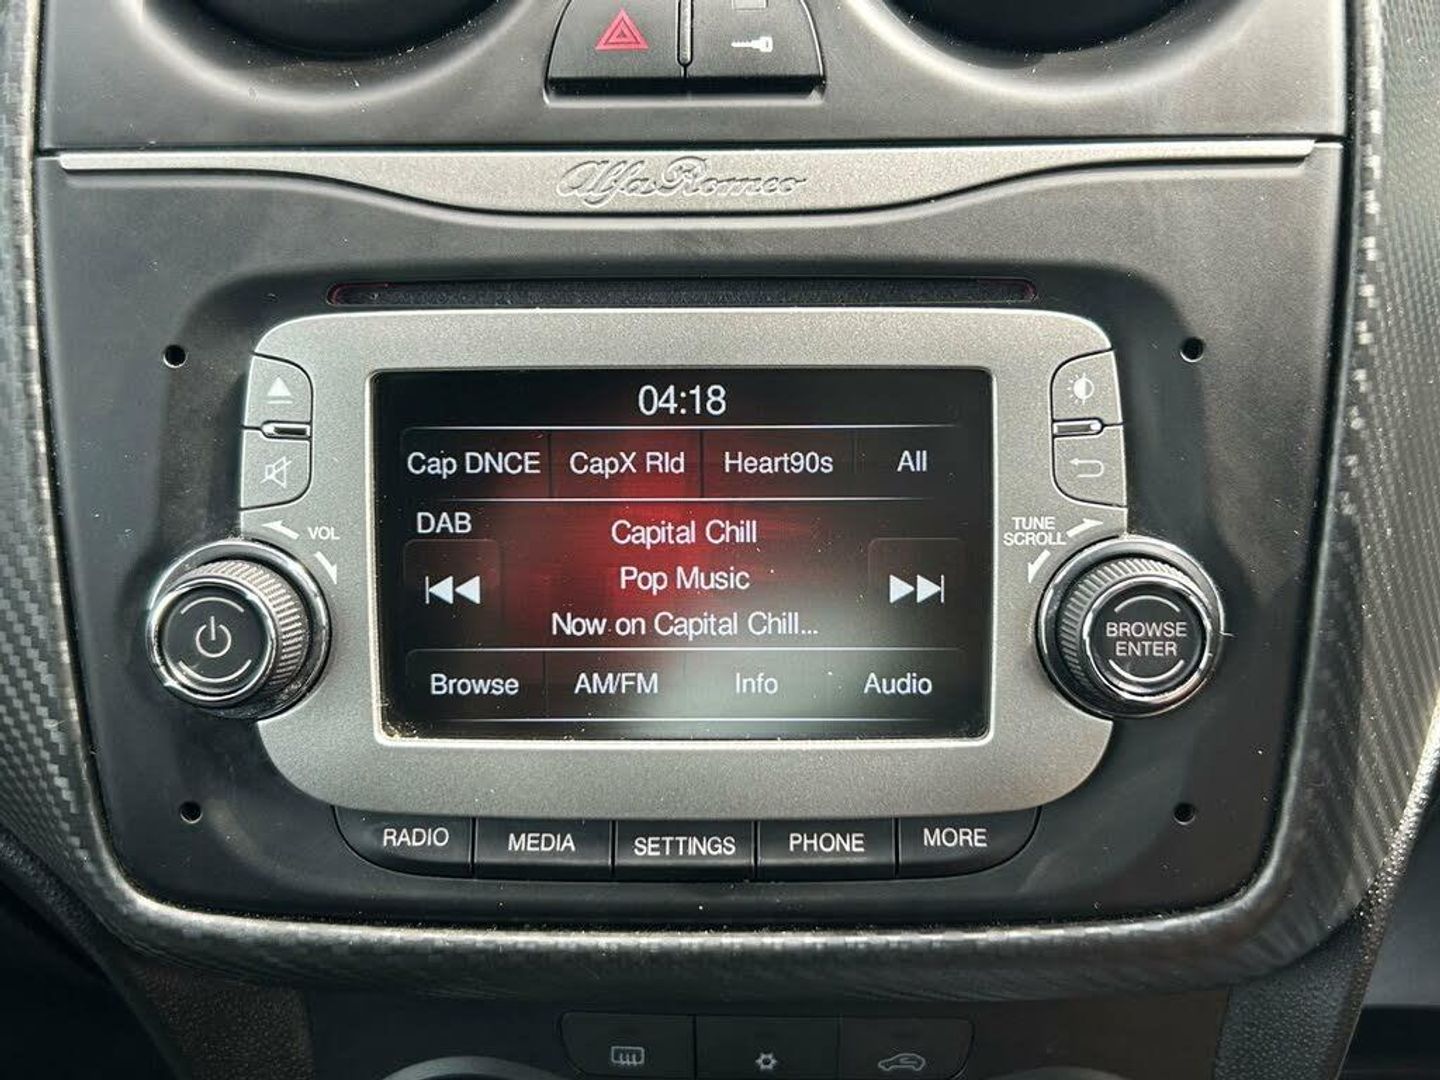 Alfa Romeo
04:18
Cap DNCE CapX Rld Heart90s All
DAB
Capital Chill
Pop Music
Now on Capital Chill...
Browse AM/FM Info Audio
VOL
TUNE
SCROLL
BROWSE
ENTER
RADIO MEDIA SETTINGS PHONE MORE